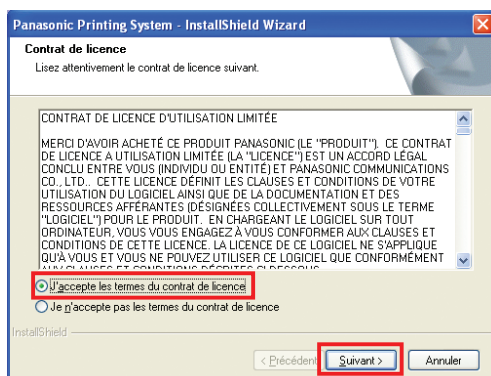 Panasonic Printing System - InstallShield Wizard
Contrat de licence
Lisez attentivement le contrat de licence suivant.
CONTRAT DE LICENCE D'UTILISATION LIMITÉE
MERCI D'AVOIR ACHETÉ CE PRODUIT PANASONIC (LE "PRODUIT"). CE CONTRAT
DE LICENCE A UTILISATION LIMITÉE (LA "LICENCE") EST UN ACCORD LÉGAL
CONCLU ENTRE VOUS (INDIVIDU OU ENTITÉ) ET PANASONIC COMMUNICATIONS
CO., LTD.. CETTE LICENCE DÉFINIT LES CLAUSES ET CONDITIONS DE VOTRE
UTILISATION DU LOGICIEL AINSI QUE DE LA DOCUMENTATION ET DES
RESSOURCES AFFÉRANTES (DÉSIGNÉES COLLECTIVEMENT SOUS LE TERME
"LOGICIEL") POUR LE PRODUIT. EN CHARGEANT LE LOGICIEL SUR TOUT
ORDINATEUR, VOUS VOUS ENGAGEZ À VOUS CONFORMER AUX CLAUSES ET
CONDITIONS DE CETTE LICENCE. LA LICENCE DE CE LOGICIEL NE S'APPLIQUE
QU'À VOUS ET VOUS NE POUVEZ UTILISER CE LOGICIEL QUE CONFORMÉMENT
AUX CLAUSES ET CONDITIONS DÉCRITES CI-DESSOUS
J'accepte les termes du contrat de licence
Je n'accepte pas les termes du contrat de licence
InstallShield
< Précédent Suivant > Annuler